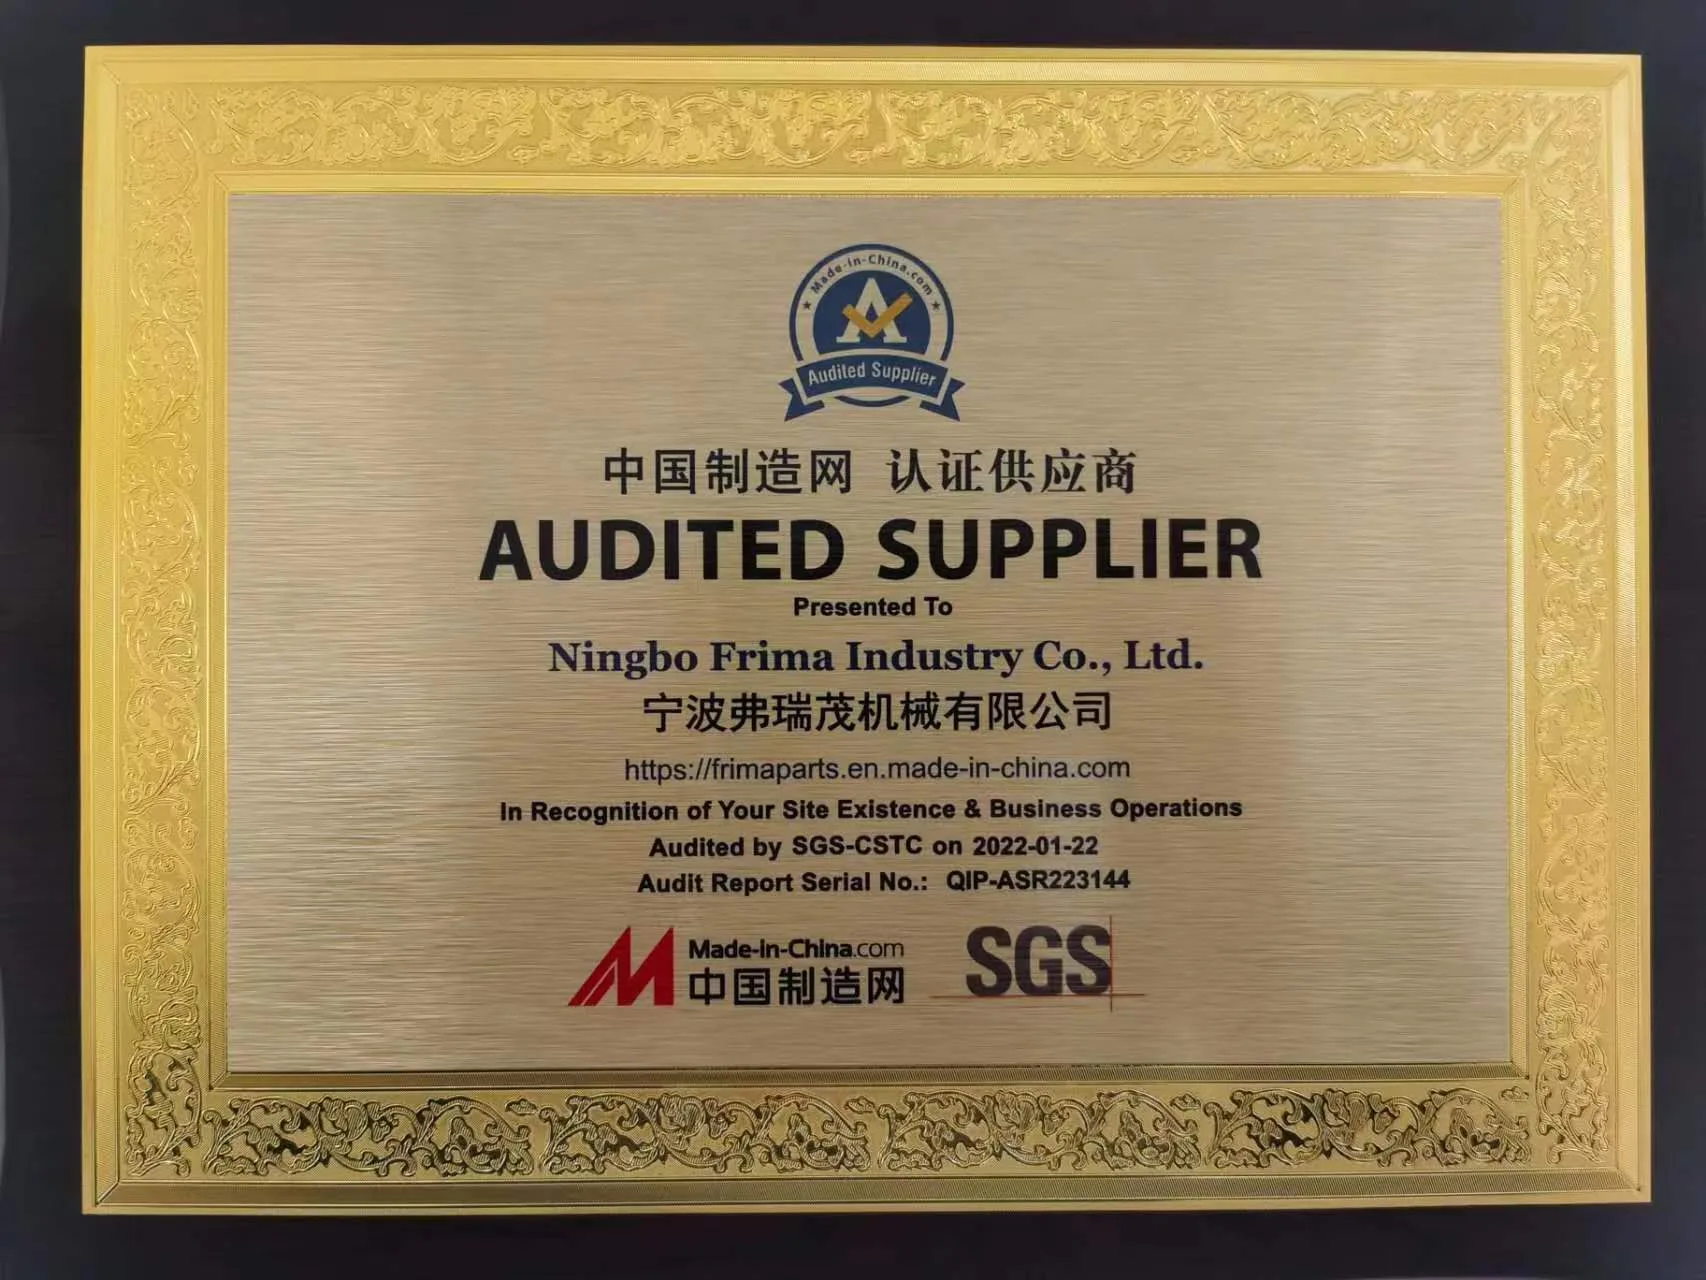 Made-in-China.com
A
Audited Supplier
中国制造网 认证供应商
AUDITED SUPPLIER
Presented To
Ningbo Frima Industry Co., Ltd.
宁波弗瑞茂机械有限公司
https://frimaparts.en.made-in-china.com
In Recognition of Your Site Existence & Business Operations
Audited by SGS-CSTC on 2022-01-22
Audit Report Serial No.: QIP-ASR223144
Made-in-China.com
中国制造网
SGS